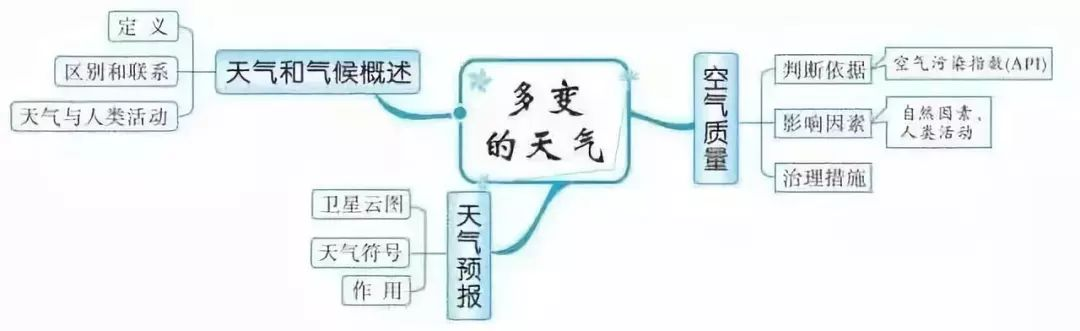 多变
的天气
天气和气候概述
定 义
区别和联系
天气与人类活动
天气预报
卫星云图
天气符号
作 用
空气质量
判断依据
空气污染指数(API)
影响因素
自然因素、
人类活动
治理措施